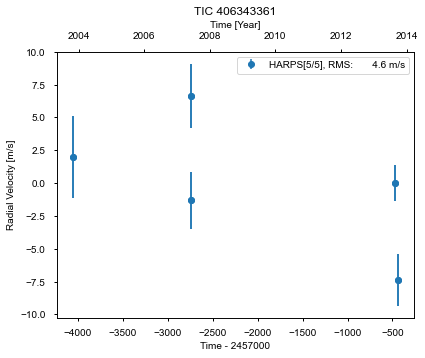 TIC 406343361
Time [Year]
2004 2006 2008 2010 2012 2014
HARPS[5/5], RMS: 4.6 m/s
Radial Velocity [m/s]
10.0
7.5
5.0
2.5
0.0
−2.5
−5.0
−7.5
−10.0
−4000 −3500 −3000 −2500 −2000 −1500 −1000 −500
Time - 2457000